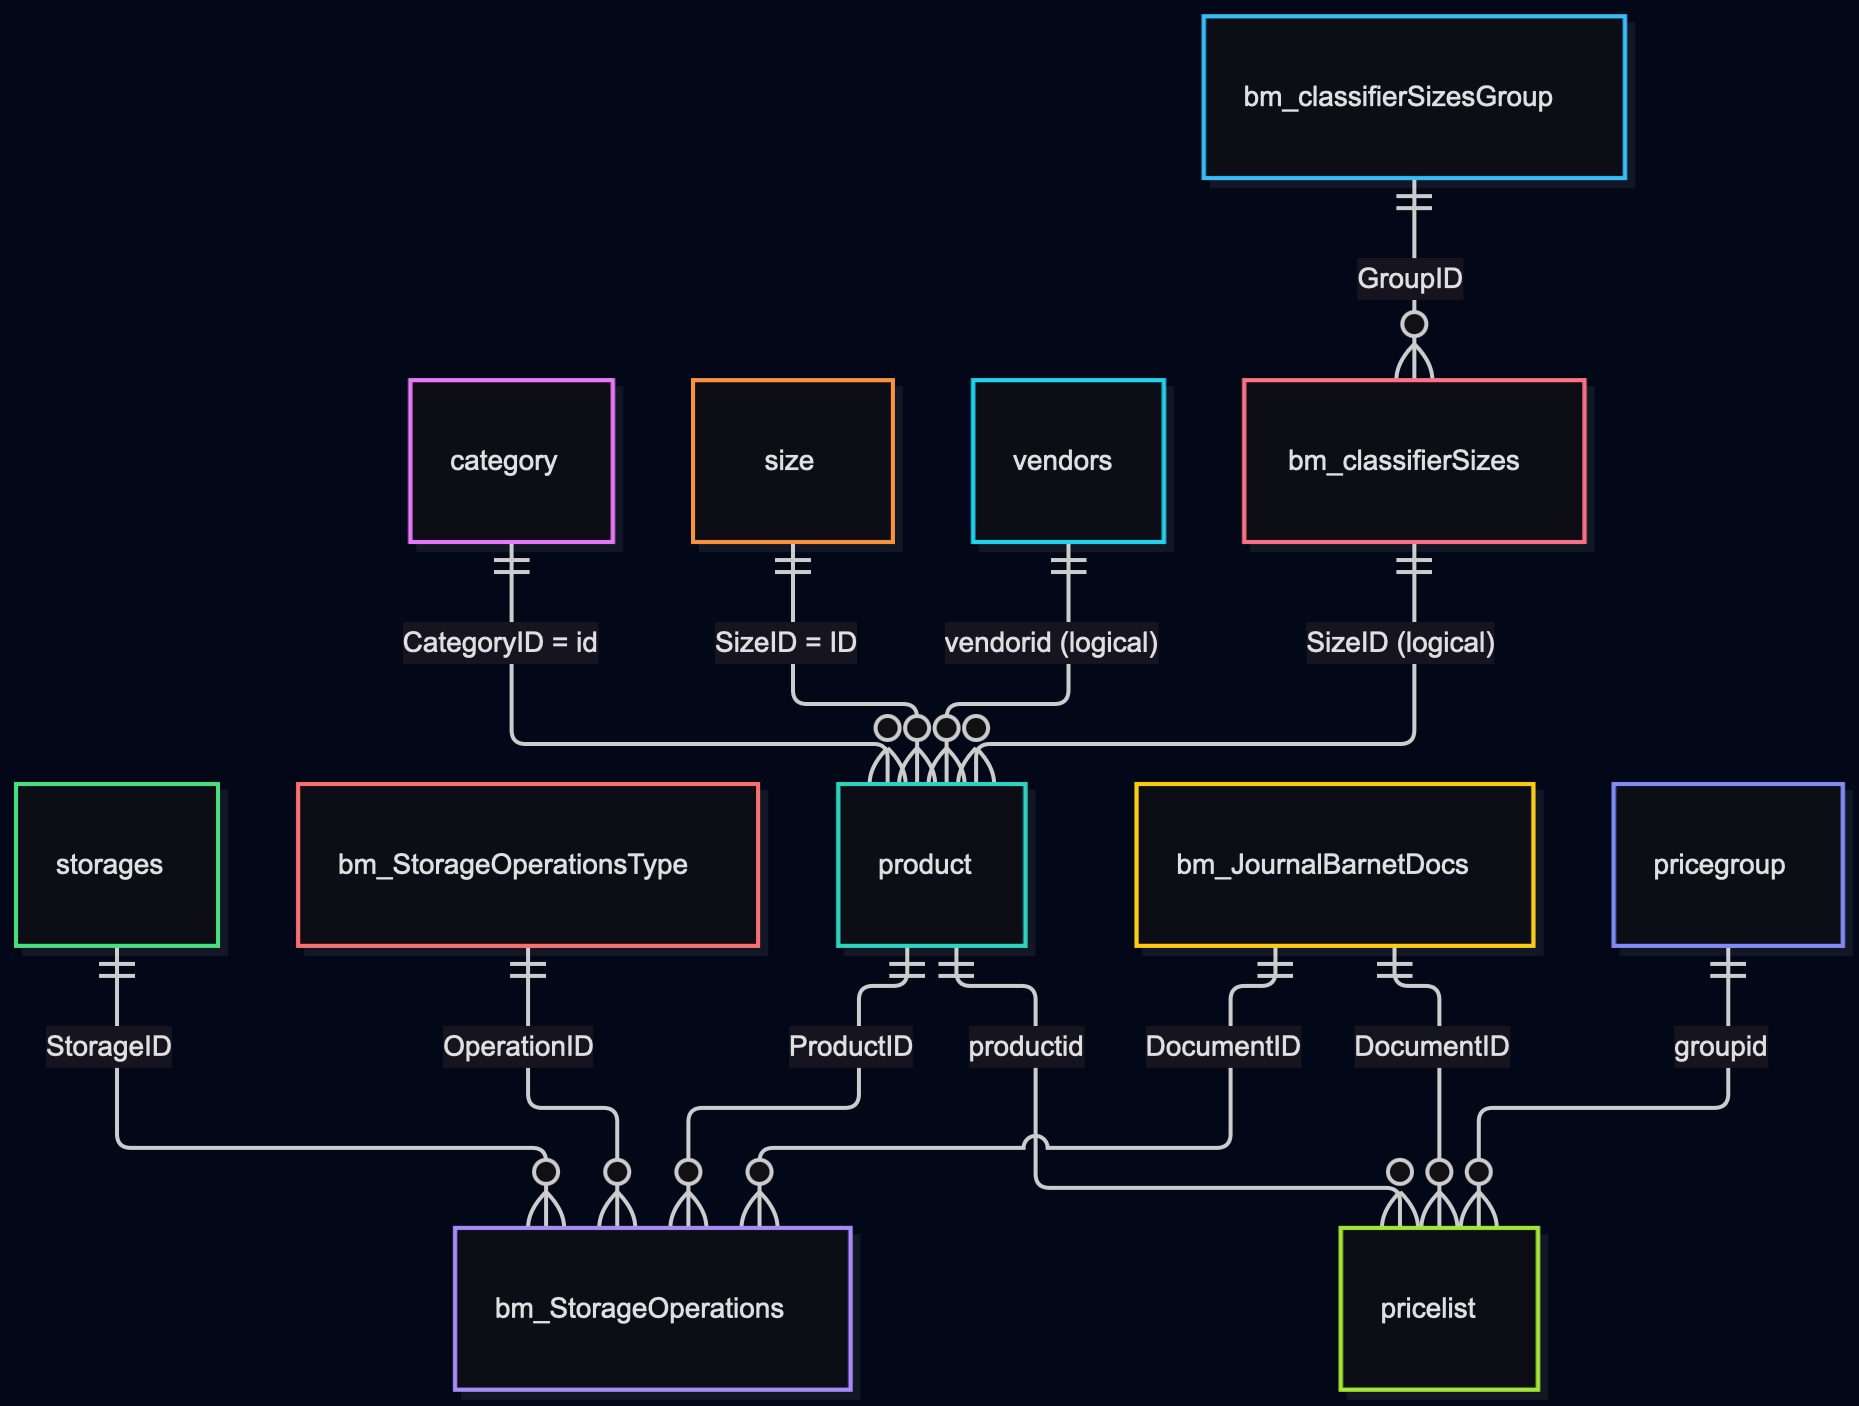 bm_classifierSizesGroup
GroupID
category
size
vendors
bm_classifierSizes
CategoryID = id
SizeID = ID
vendorid (logical)
SizeID (logical)
storages
bm_StorageOperationsType
product
bm_JournalBarnetDocs
pricegroup
StorageID
OperationID
ProductID
productid
DocumentID
DocumentID
groupid
bm_StorageOperations
pricelist